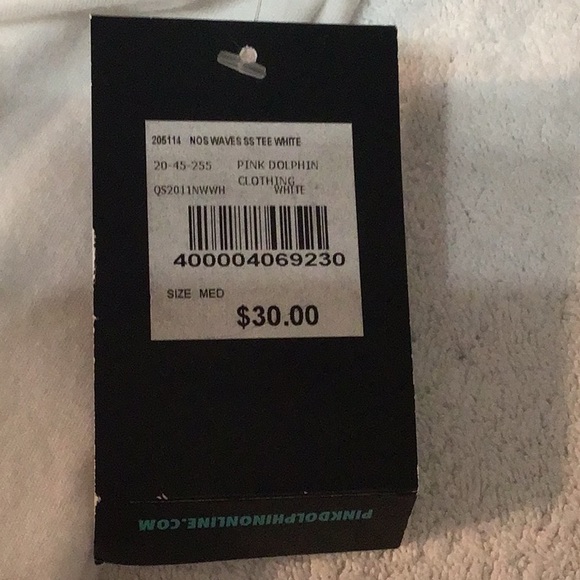 205114 NOS WAVES SS TEE WHITE
20-45-255 PINK DOLPHIN
CLOTHING
QS2011NWWH WHITE
400004069230
SIZE MED
$30.00
PINKDOLPHINONLINE.COM